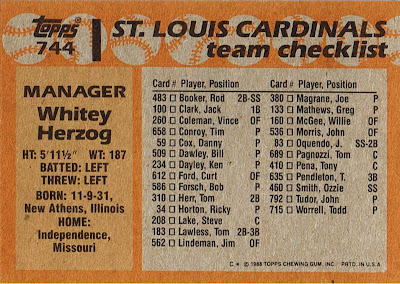 Topps
744
ST. LOUIS CARDINALS
team checklist
MANAGER
Whitey
Herzog
HT: 5'11½" WT: 187
BATTED: LEFT
THREW: LEFT
BORN: 11-9-31,
New Athens, Illinois
HOME:
Independence,
Missouri
Card # Player, Position
483 □ Booker, Rod 2B-SS
100 □ Clark, Jack 1B
260 □ Coleman, Vince OF
658 □ Conroy, Tim P
59 □ Cox, Danny P
509 □ Dawley, Bill P
234 □ Dayley, Ken P
612 □ Ford, Curt OF
586 □ Forsch, Bob P
310 □ Herr, Tom 2B
34 □ Horton, Ricky P
208 □ Lake, Steve C
183 □ Lawless, Tom 2B-3B
562 □ Lindeman, Jim OF
Card # Player, Position
380 □ Magrane, Joe P
133 □ Mathews, Greg P
160 □ McGee, Willie OF
536 □ Morris, John OF
83 □ Oquendo, J. SS-2B
689 □ Pagnozzi, Tom C
410 □ Pena, Tony C
635 □ Pendleton, T. 3B
460 □ Smith, Ozzie SS
792 □ Tudor, John P
715 □ Worrell, Todd P
C * © 1988 TOPPS CHEWING GUM, INC. PRTD. IN U.S.A.